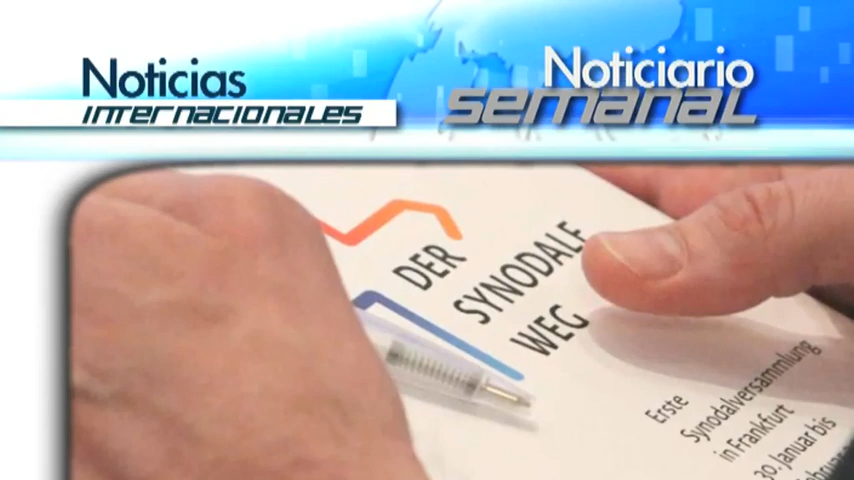 Noticias
internacionales
Noticiario
semanal
DER
SYNODALE
WEG
Erste
Synodalversammlung
in Frankfurt
30. Januar bis